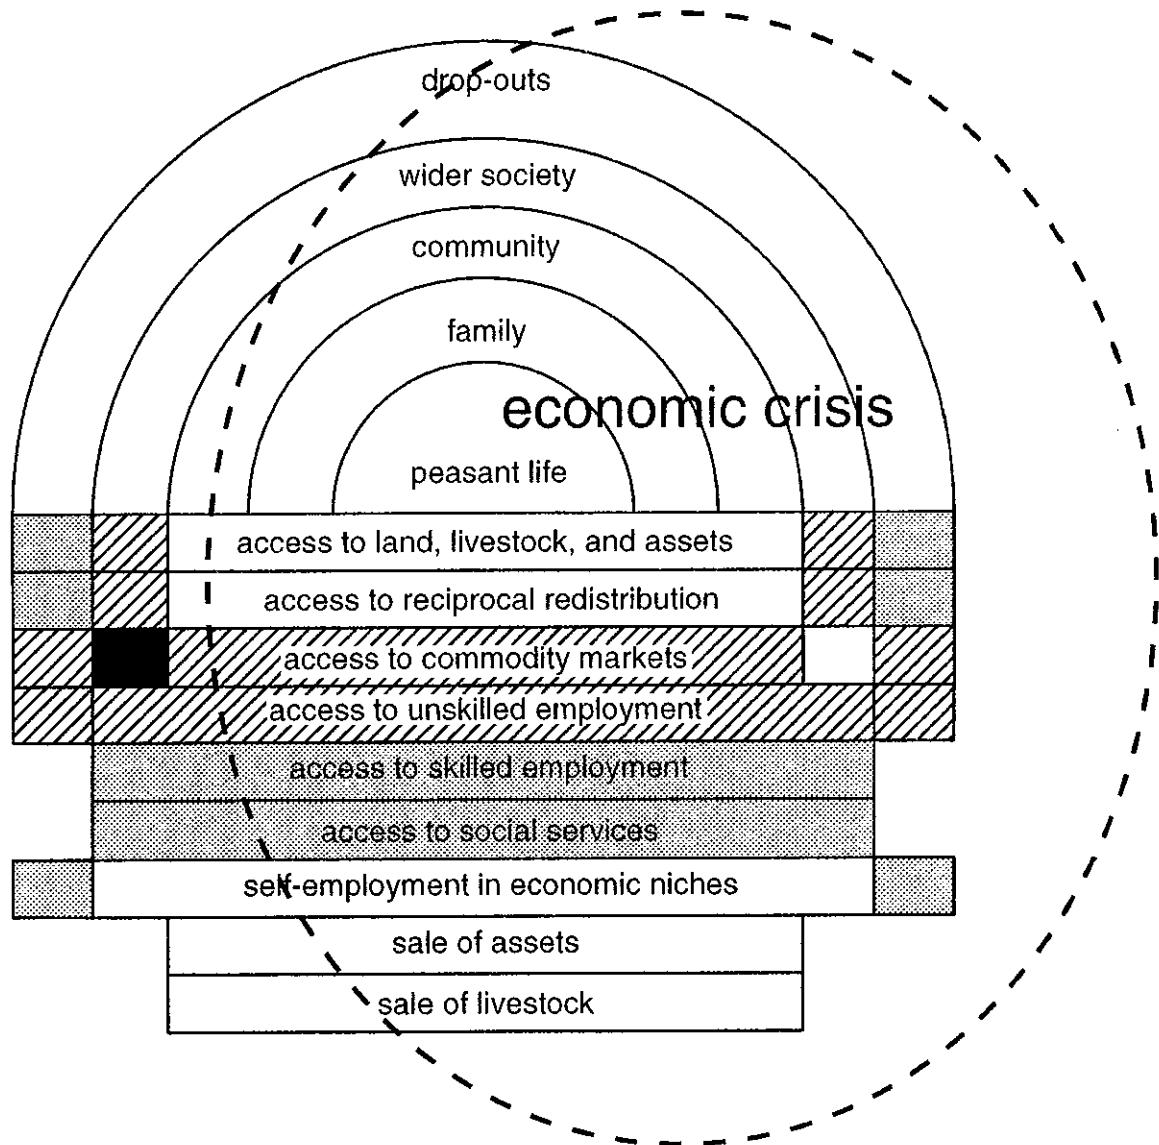 drop-outs
wider society
community
family
economic crisis
peasant life
access to land, livestock, and assets
access to reciprocal redistribution
access to commodity markets
access to unskilled employment
access to skilled employment
access to social services
self-employment in economic niches
sale of assets
sale of livestock